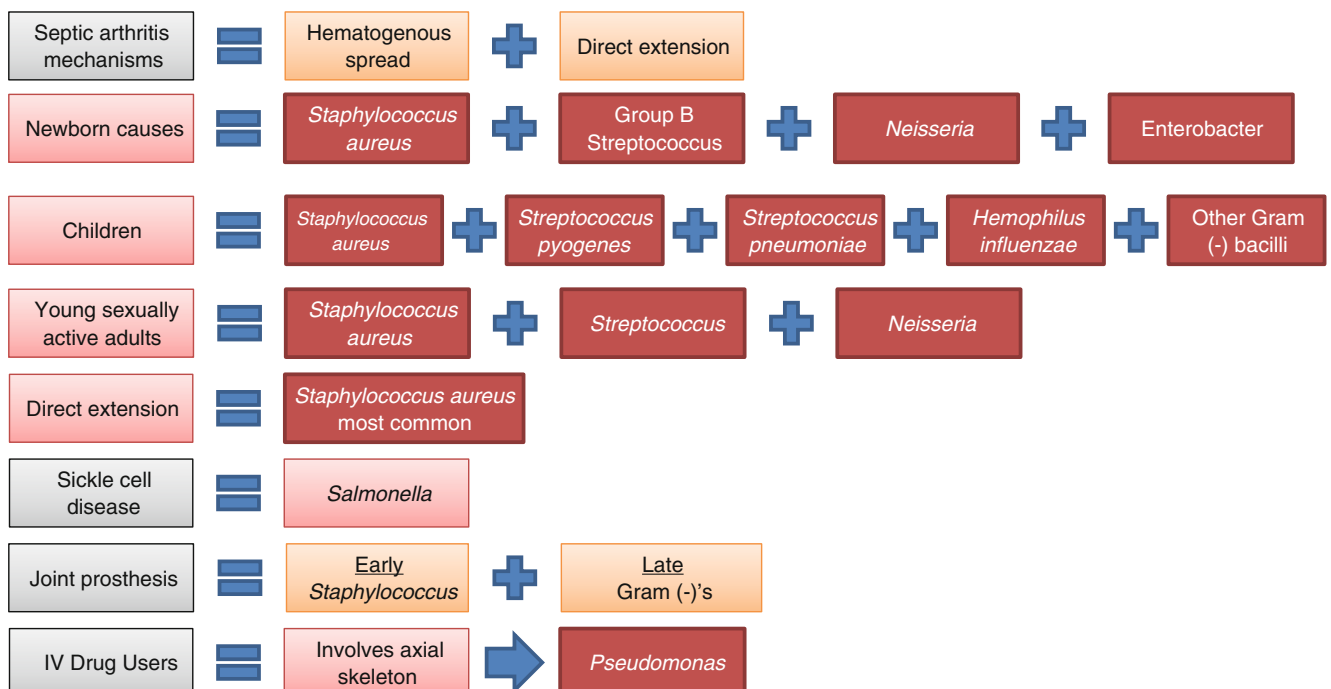 Septic arthritis
mechanisms
Hematogenous
spread
Direct extension
Newborn causes
Staphylococcus
aureus
Group B
Streptococcus
Neisseria
Enterobacter
Children
Staphylococcus
aureus
Streptococcus
pyogenes
Streptococcus
pneumoniae
Hemophilus
influenzae
Other Gram
(-) bacilli
Young sexually
active adults
Staphylococcus
aureus
Streptococcus
Neisseria
Direct extension
Staphylococcus aureus
most common
Sickle cell
disease
Salmonella
Joint prosthesis
Early
Staphylococcus
Late
Gram (-)'s
IV Drug Users
Involves axial
skeleton
Pseudomonas